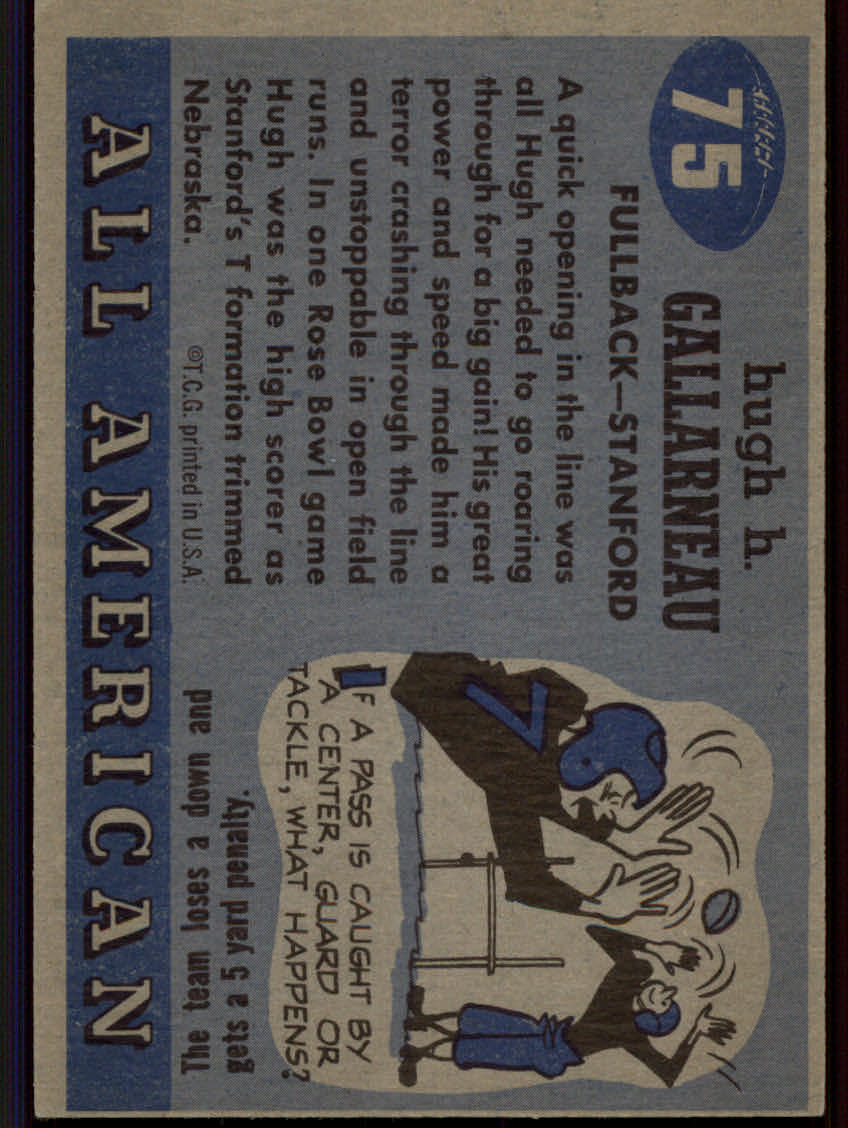 75
hugh h.
GALLARNEAU
FULLBACK—STANFORD
A quick opening in the line was
all Hugh needed to go roaring
through for a big gain! His great
power and speed made him a
terror crashing through the line
and unstoppable in open field
runs. In one Rose Bowl game
Hugh was the high scorer as
Stanford's T formation trimmed
Nebraska.
©T.C.G. printed in U.S.A.
7
IF A PASS IS CAUGHT BY
A CENTER, GUARD OR
TACKLE, WHAT HAPPENS?
The team loses a down and
gets a 5 yard penalty.
ALL AMERICAN